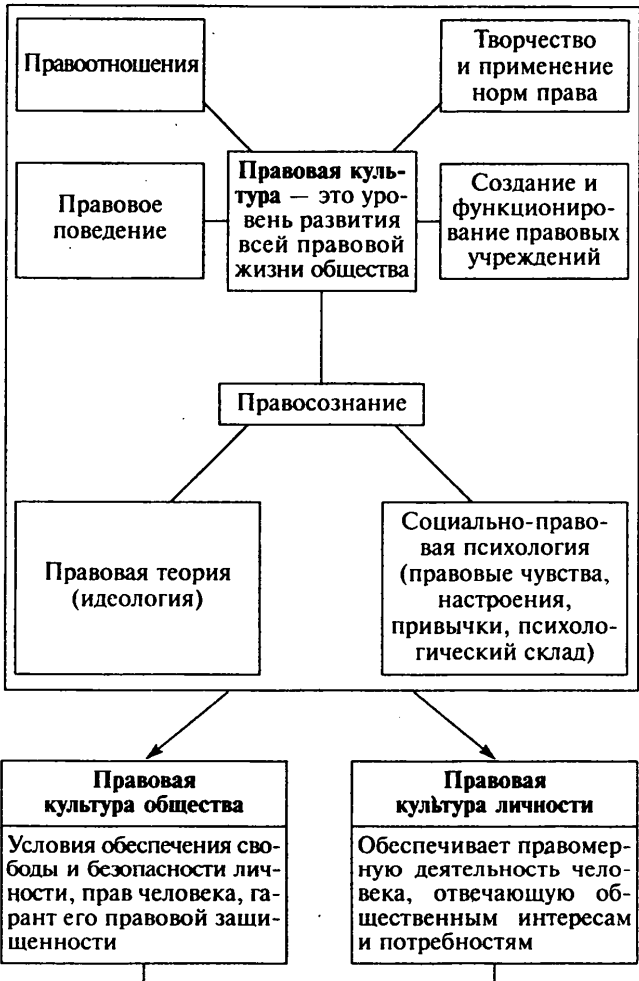 Правоотношения
Творчество
и применение
норм права
Правовая куль-
тура — это уро-
вень развития
всей правовой
жизни общества
Правовое
поведение
Создание и
функциониро-
вание правовых
учреждений
Правосознание
Правовая теория
(идеология)
Социально-право-
вая психология
(правовые чувства,
настроения,
привычки, психоло-
гический склад)
Правовая
культура общества
Условия обеспечения сво-
боды и безопасности лич-
ности, прав человека, га-
рант его правовой защи-
щенности
Правовая
культура личности
Обеспечивает правомер-
ную деятельность чело-
века, отвечающую об-
щественным интересам
и потребностям